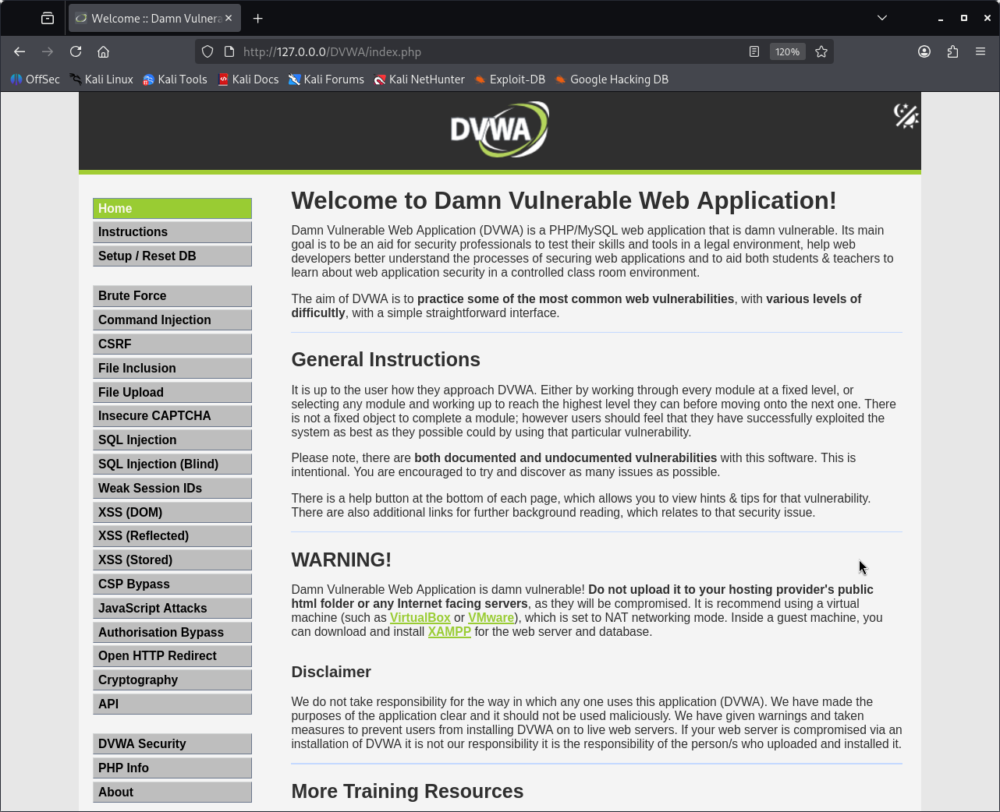 Welcome :: Damn Vulnera
http://127.0.0.0/DVWA/index.php
120%
OffSec
Kali Linux
Kali Tools
Kali Docs
Kali Forums
Kali NetHunter
Exploit-DB
Google Hacking DB
DVWA
Home
Instructions
Setup / Reset DB
Brute Force
Command Injection
CSRF
File Inclusion
File Upload
Insecure CAPTCHA
SQL Injection
SQL Injection (Blind)
Weak Session IDs
XSS (DOM)
XSS (Reflected)
XSS (Stored)
CSP Bypass
JavaScript Attacks
Authorisation Bypass
Open HTTP Redirect
Cryptography
API
DVWA Security
PHP Info
About
Welcome to Damn Vulnerable Web Application!
Damn Vulnerable Web Application (DVWA) is a PHP/MySQL web application that is damn vulnerable. Its main
goal is to be an aid for security professionals to test their skills and tools in a legal environment, help web
developers better understand the processes of securing web applications and to aid both students & teachers to
learn about web application security in a controlled class room environment.
The aim of DVWA is to practice some of the most common web vulnerabilities, with various levels of
difficultly, with a simple straightforward interface.
General Instructions
It is up to the user how they approach DVWA. Either by working through every module at a fixed level, or
selecting any module and working up to reach the highest level they can before moving onto the next one. There
is not a fixed object to complete a module; however users should feel that they have successfully exploited the
system as best as they possible could by using that particular vulnerability.
Please note, there are both documented and undocumented vulnerabilities with this software. This is
intentional. You are encouraged to try and discover as many issues as possible.
There is a help button at the bottom of each page, which allows you to view hints & tips for that vulnerability.
There are also additional links for further background reading, which relates to that security issue.
WARNING!
Damn Vulnerable Web Application is damn vulnerable! Do not upload it to your hosting provider's public
html folder or any Internet facing servers, as they will be compromised. It is recommend using a virtual
machine (such as VirtualBox or VMware), which is set to NAT networking mode. Inside a guest machine, you
can download and install XAMPP for the web server and database.
Disclaimer
We do not take responsibility for the way in which any one uses this application (DVWA). We have made the
purposes of the application clear and it should not be used maliciously. We have given warnings and taken
measures to prevent users from installing DVWA on to live web servers. If your web server is compromised via an
installation of DVWA it is not our responsibility it is the responsibility of the person/s who uploaded and installed it.
More Training Resources